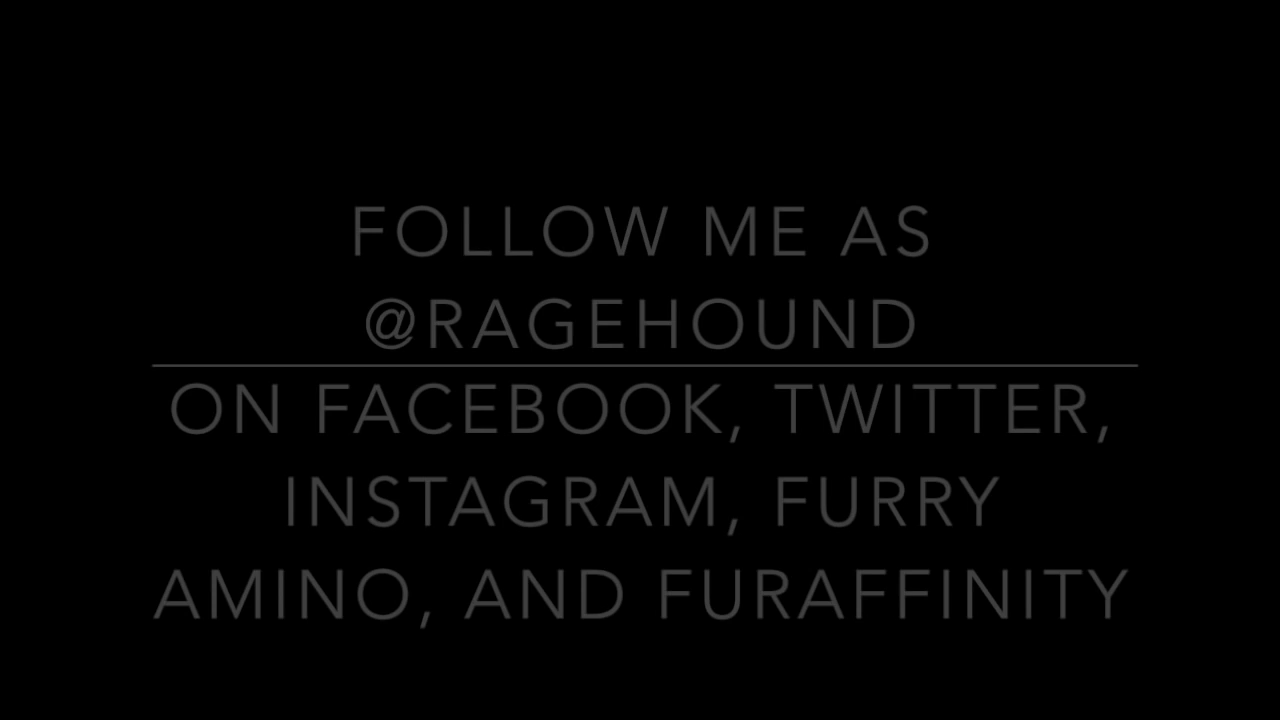 FOLLOW ME AS
@RAGEHOUND
ON FACEBOOK, TWITTER,
INSTAGRAM, FURRY
AMINO, AND FURAFFINITY